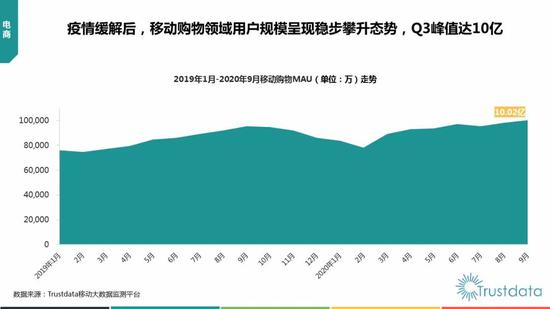 电商
疫情缓解后，移动购物领域用户规模呈现稳步攀升态势，Q3峰值达10亿
2019年1月-2020年9月移动购物MAU（单位：万）走势
10.02亿
100,000
80,000
60,000
40,000
20,000
0
2019年1月 2月 3月 4月 5月 6月 7月 8月 9月 10月 11月 12月 2020年1月 2月 3月 4月 5月 6月 7月 8月 9月
数据来源：Trustdata移动大数据监测平台
Trustdata